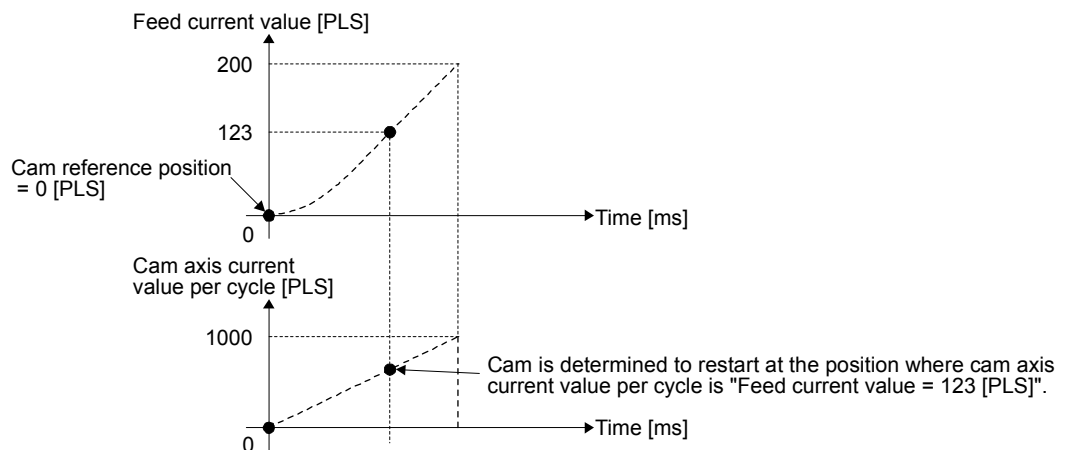 Feed current value [PLS]
200
123
Cam reference position
= 0 [PLS]
0
Time [ms]
Cam axis current
value per cycle [PLS]
1000
Cam is determined to restart at the position where cam axis
current value per cycle is "Feed current value = 123 [PLS]".
0
Time [ms]